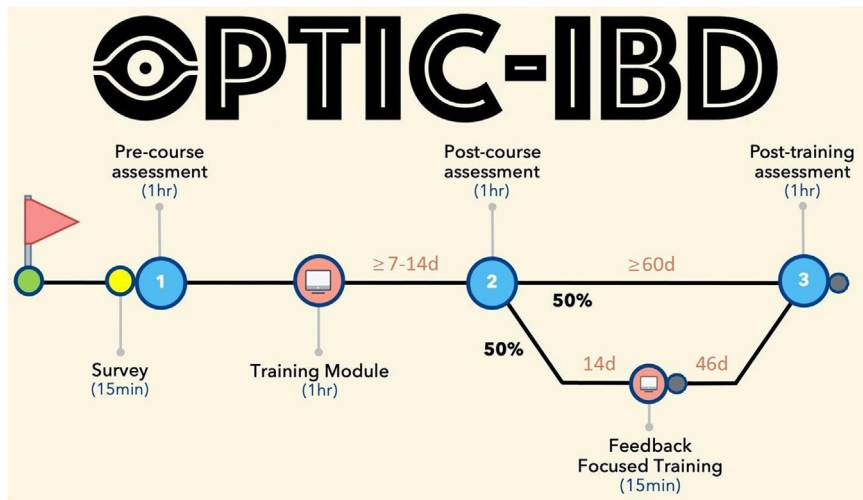 OPTIC-IBD
Pre-course
assessment
(1hr)
Post-course
assessment
(1hr)
Post-training
assessment
(1hr)
1
≥7-14d
2
≥60d
3
50%
50%
14d
46d
Survey
(15min)
Training Module
(1hr)
Feedback
Focused Training
(15min)